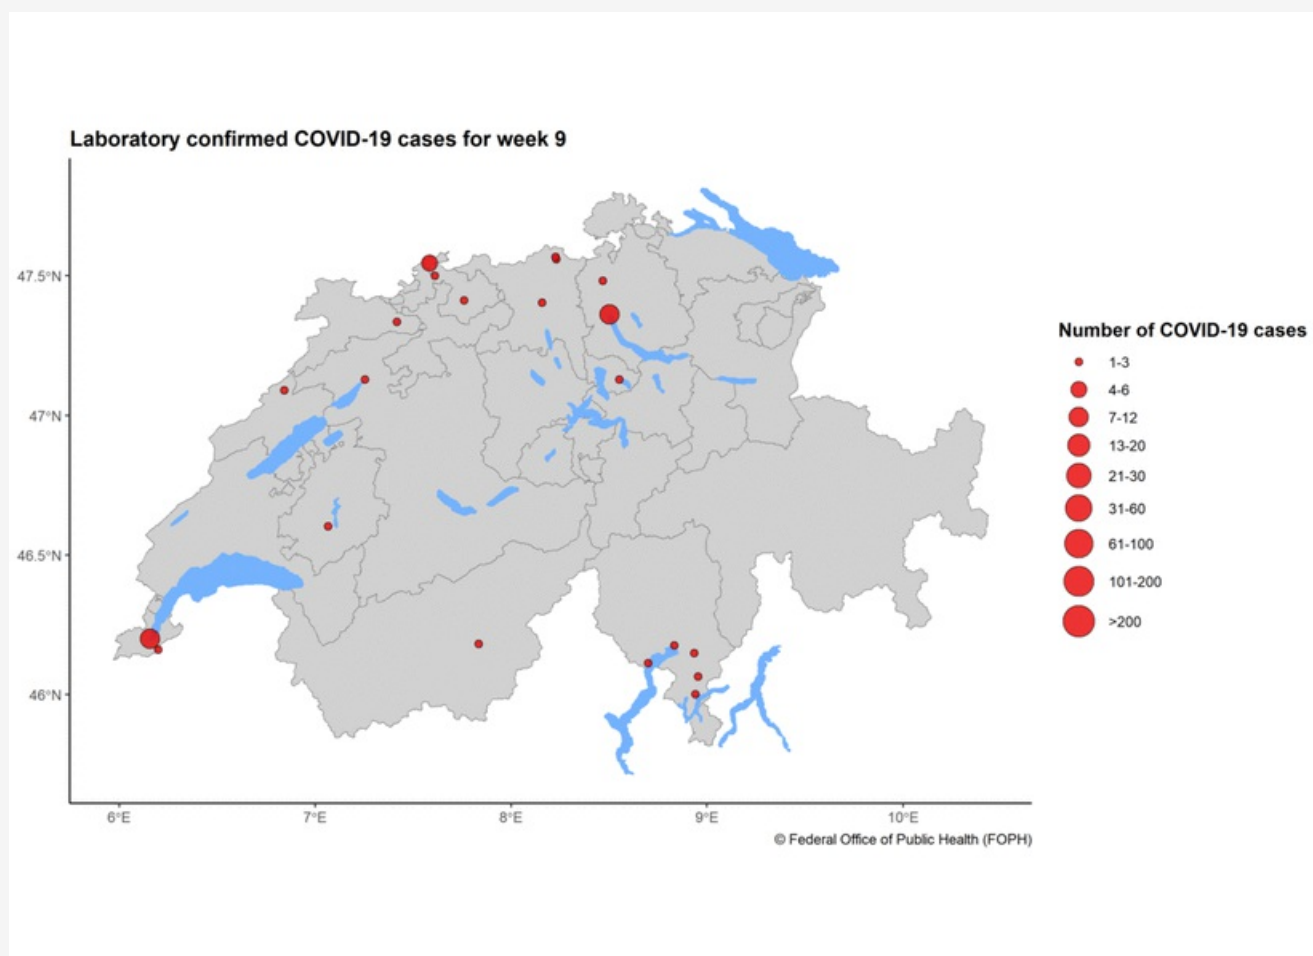 Laboratory confirmed COVID-19 cases for week 9
47.5°N
47°N
46.5°N
46°N
6°E 7°E 8°E 9°E 10°E
© Federal Office of Public Health (FOPH)
Number of COVID-19 cases
1-3
4-6
7-12
13-20
21-30
31-60
61-100
101-200
>200